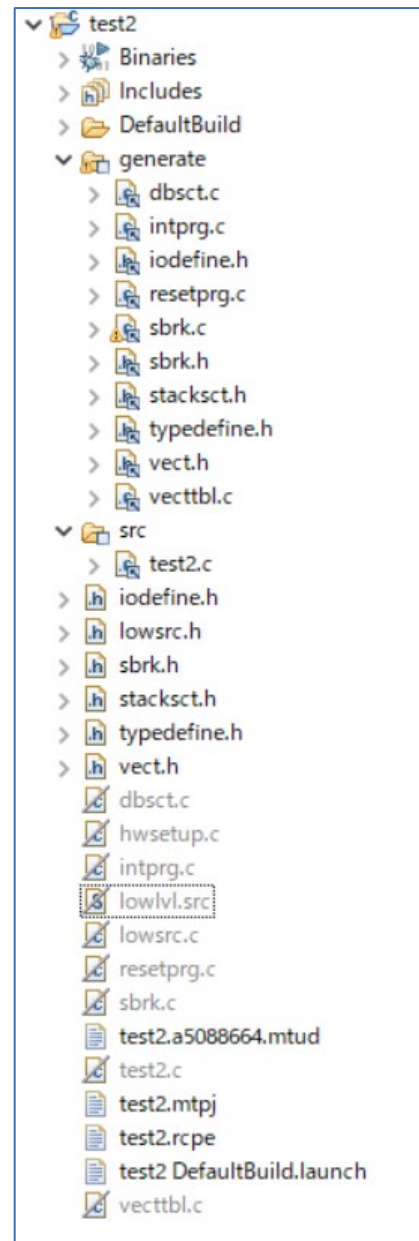 test2
Binaries
Includes
DefaultBuild
generate
dbsct.c
intprg.c
iodefine.h
resetprg.c
sbrk.c
sbrk.h
stacksct.h
typedefine.h
vect.h
vecttbl.c
src
test2.c
iodefine.h
lowsrc.h
sbrk.h
stacksct.h
typedefine.h
vect.h
dbsct.c
hwsetup.c
intprg.c
lowlvl.src
lowsrc.c
resetprg.c
sbrk.c
test2.a5088664.mtud
test2.c
test2.mtpj
test2.rcpe
test2 DefaultBuild.launch
vecttbl.c